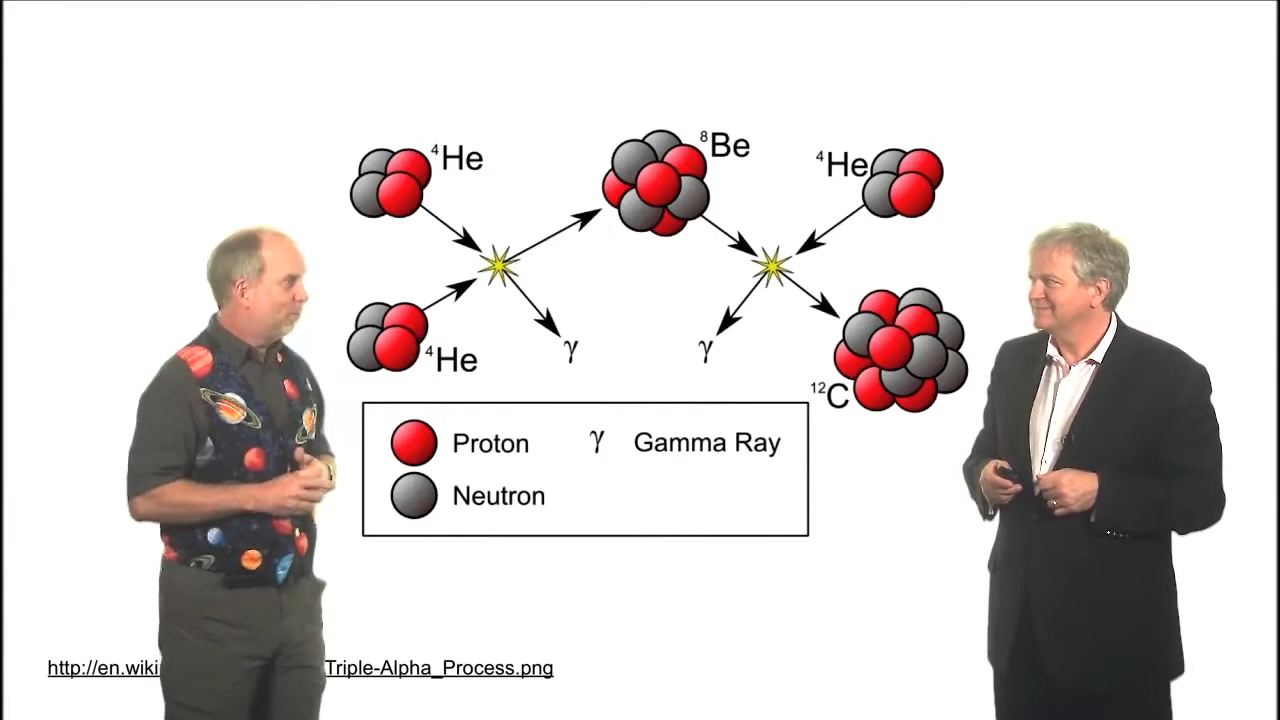 ⁴He
⁸Be
⁴He
⁴He
γ
γ
¹²C
Proton
γ
Gamma Ray
Neutron
http://en.wiki
Triple-Alpha_Process.png